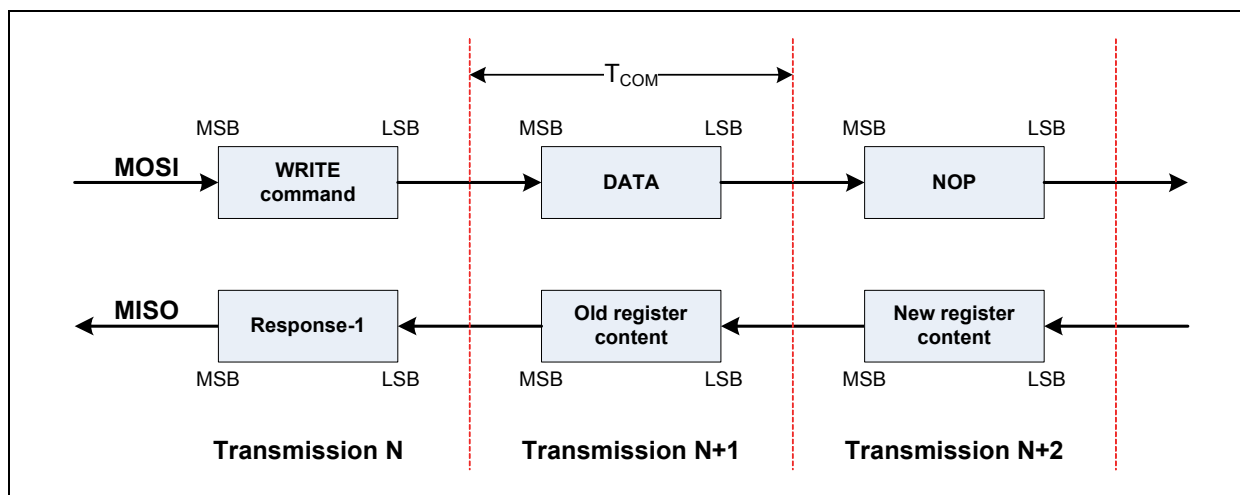 TCOM
MSB LSB MSB LSB MSB LSB
MOSI WRITE command DATA NOP
MISO Response-1 Old register content New register content
MSB LSB MSB LSB MSB LSB
Transmission N Transmission N+1 Transmission N+2